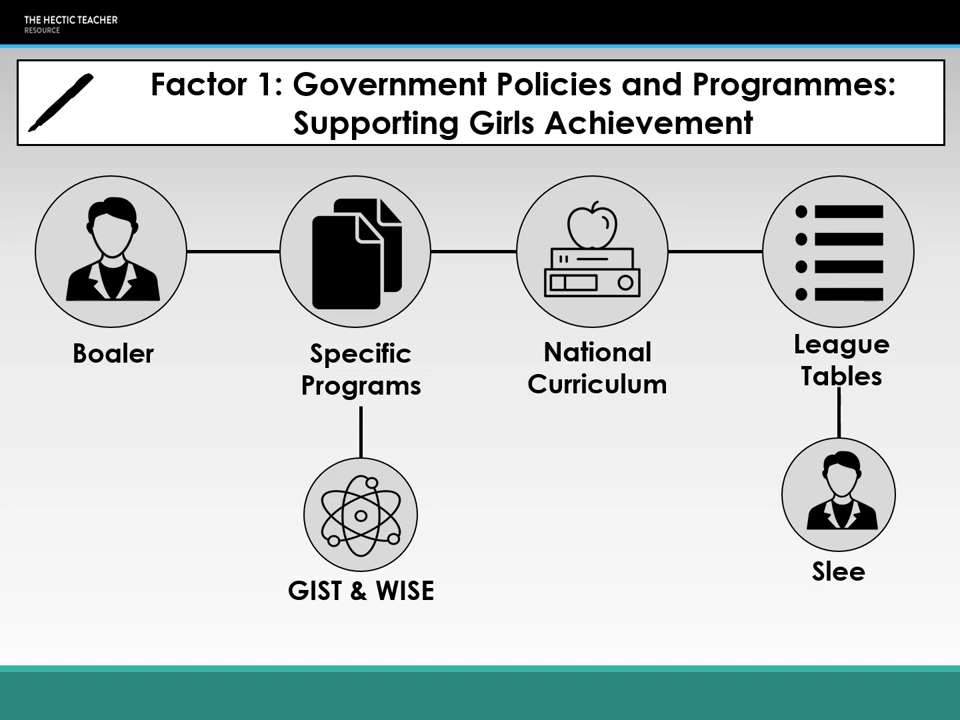 THE HECTIC TEACHER
RESOURCE
Factor 1: Government Policies and Programmes:
Supporting Girls Achievement
Boaler
Specific
Programs
National
Curriculum
League
Tables
GIST & WISE
Slee